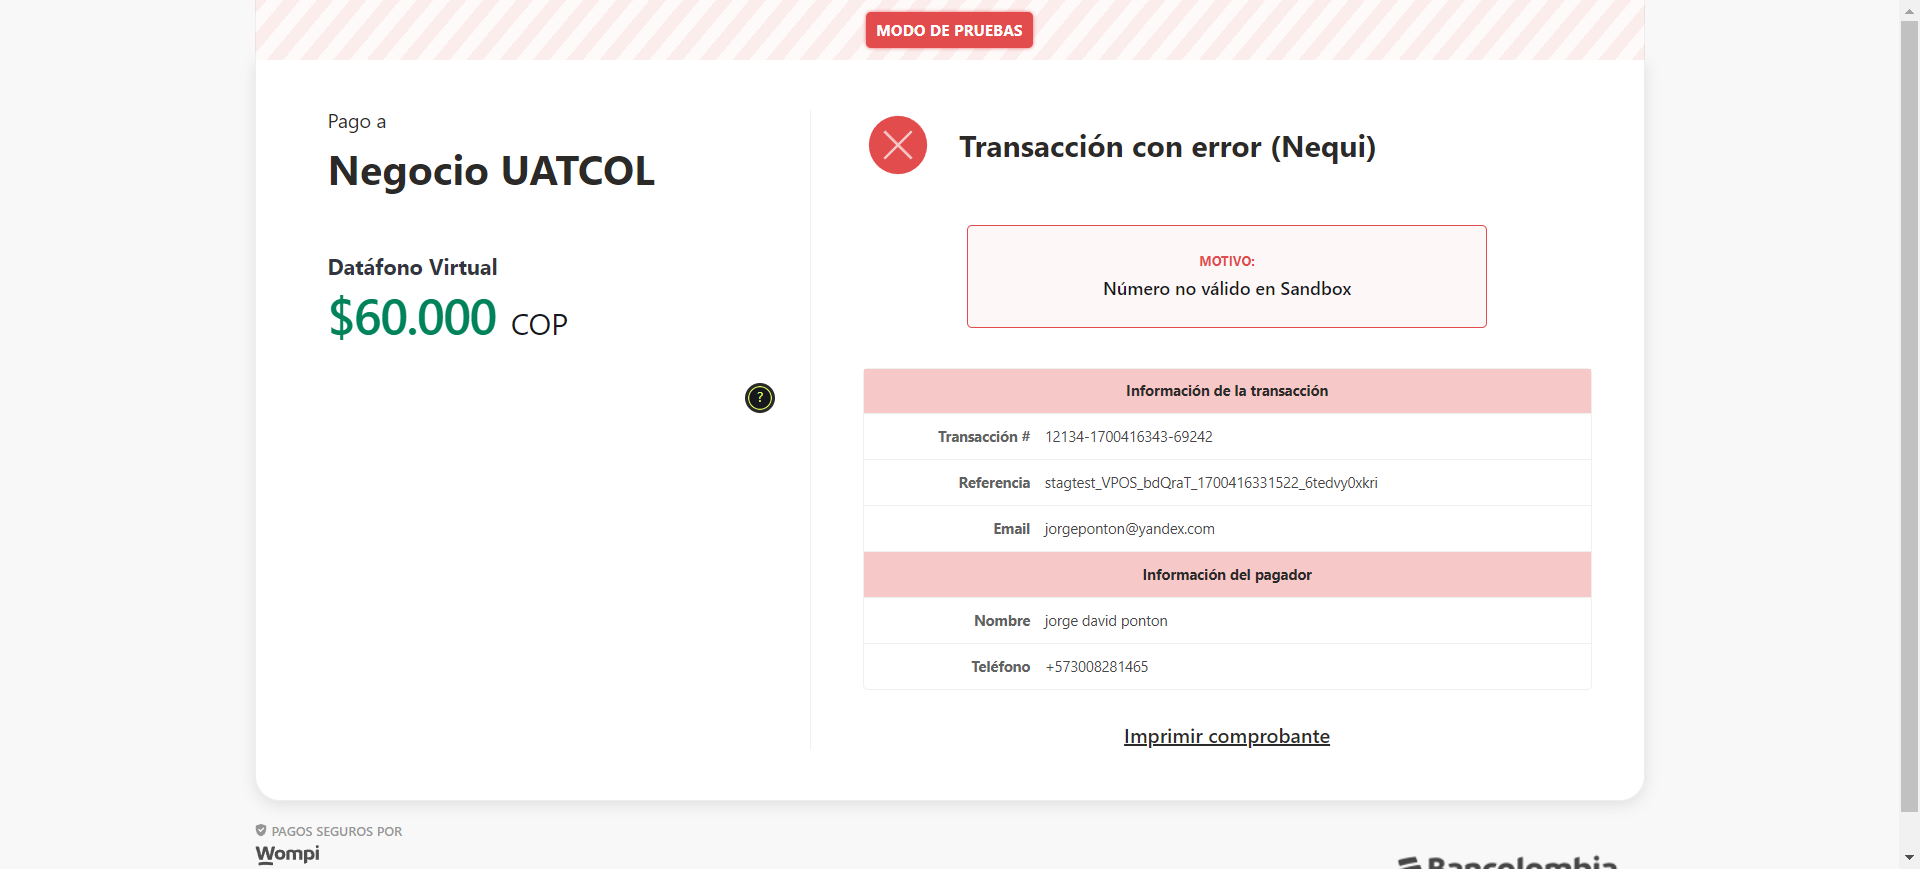 MODO DE PRUEBAS
Pago a
Negocio UATCOL
Datáfono Virtual
$60.000 COP
?
Transacción con error (Nequi)
MOTIVO:
Número no válido en Sandbox
Información de la transacción
Transacción # 12134-1700416343-69242
Referencia stagtest_VPOS_bdQraT_1700416331522_6tedvy0xkri
Email jorgeponton@yandex.com
Información del pagador
Nombre jorge david ponton
Teléfono +573008281465
Imprimir comprobante
PAGOS SEGUROS POR
Wompi
Bancolombia